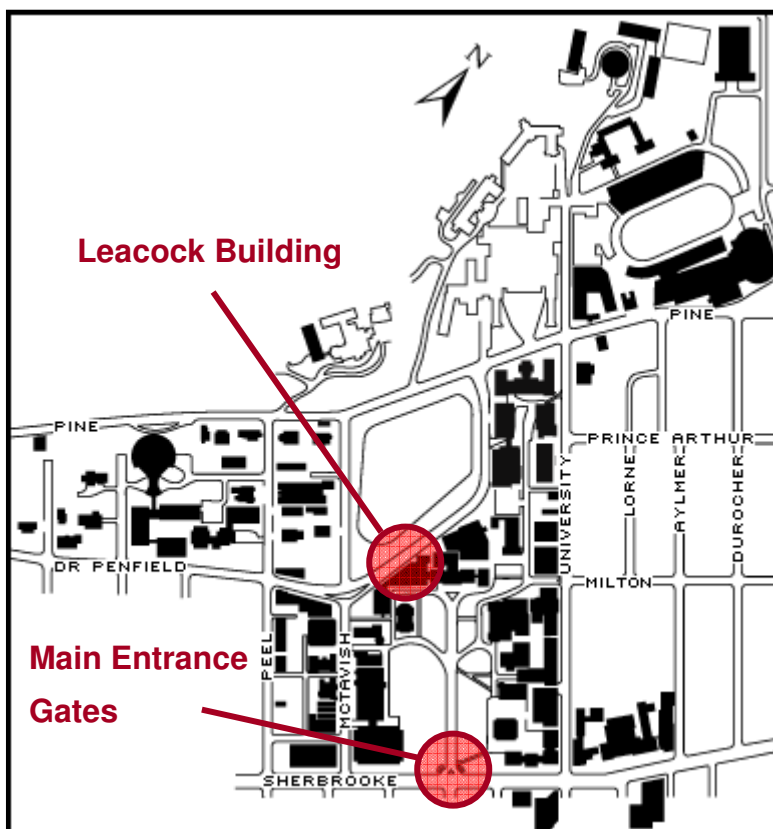 N
Leacock Building
PINE
PINE
PRINCE ARTHUR
UNIVERSITY
LORNE
AYLMER
DUROCHER
DR PENFIELD
MILTON
Main Entrance
Gates
PEEL
MCTAVISH
SHERBROOKE